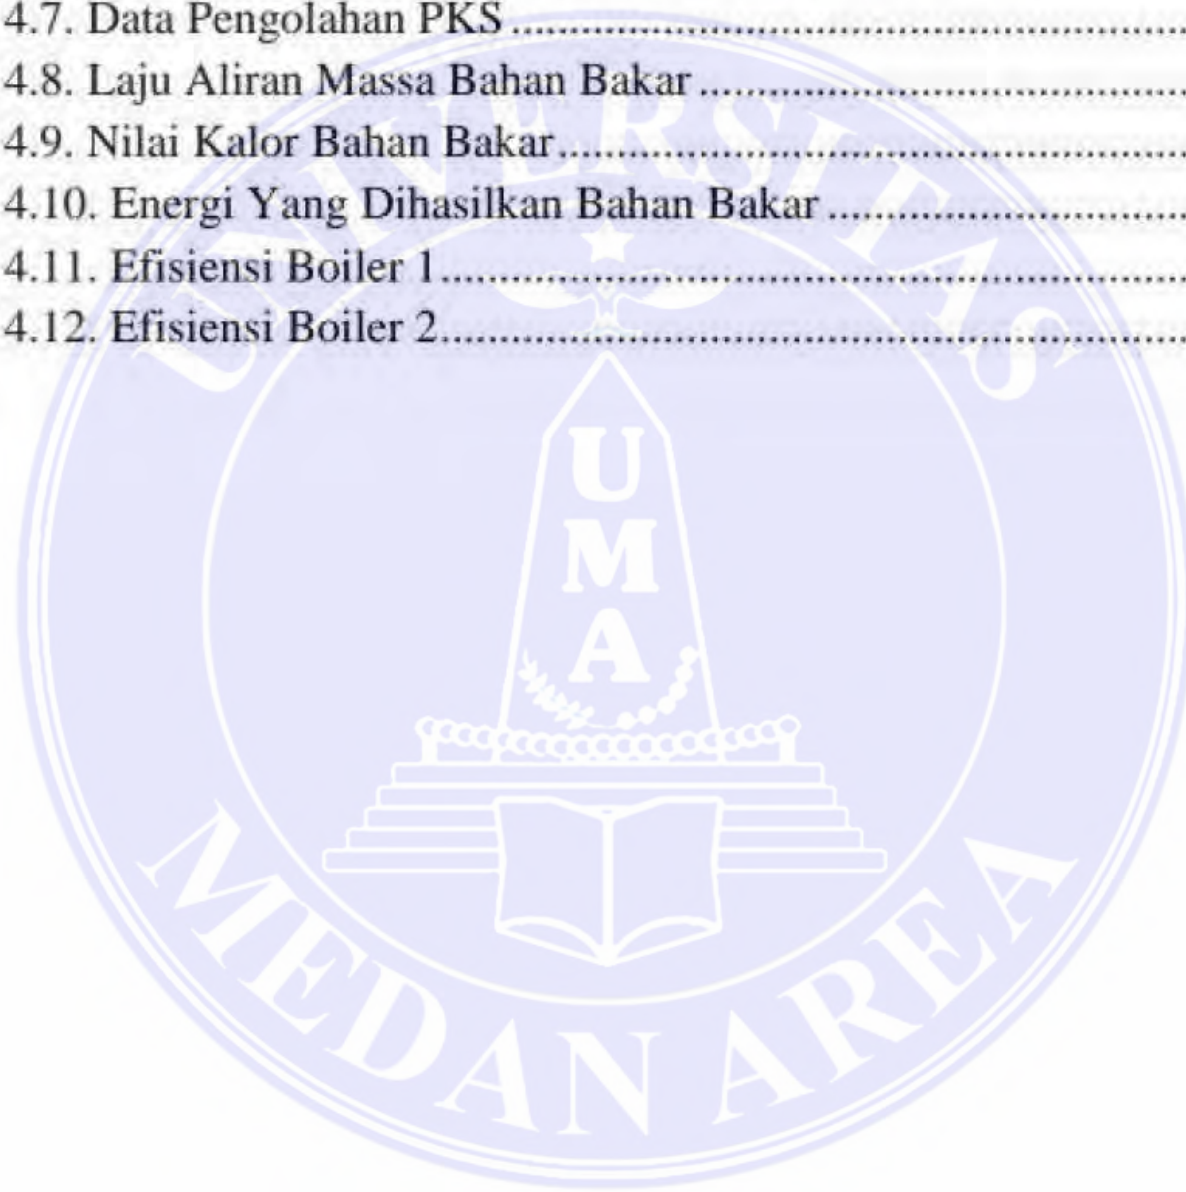 4.7. Data Pengolahan PKS
4.8. Laju Aliran Massa Bahan Bakar
4.9. Nilai Kalor Bahan Bakar
4.10. Energi Yang Dihasilkan Bahan Bakar
4.11. Efisiensi Boiler 1
4.12. Efisiensi Boiler 2
UNIVERSITAS
U
M
A
MEDAN AREA